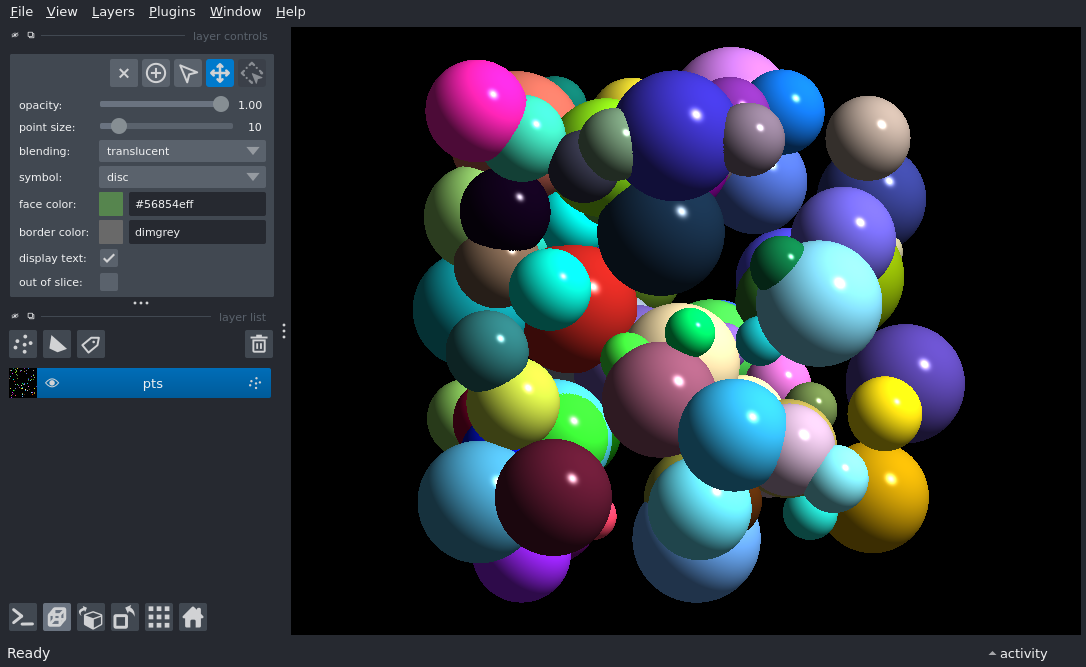 File View Layers Plugins Window Help
layer controls
opacity: 1.00
point size: 10
blending: translucent
symbol: disc
face color: #56854eff
border color: dimgrey
display text:
out of slice:
layer list
pts
Ready activity